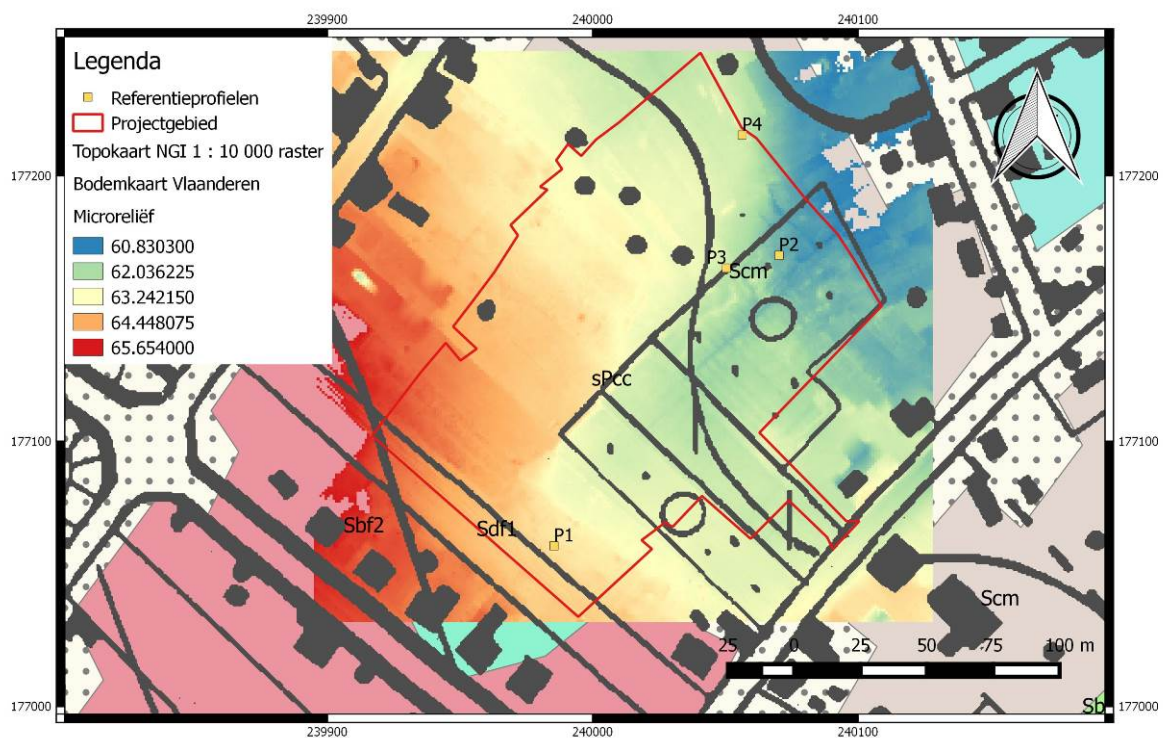 239900 240000 240100
Legenda
Referentieprofielen
Projectgebied
Topokaart NGI 1 : 10 000 raster
Bodemkaart Vlaanderen
Microreliëf
60.830300
62.036225
63.242150
64.448075
65.654000
177200 177200
177100 177100
177000 177000
P4
P2
P3
Scm
sPcc
Sbf2
Sdf1
P1
Scm
Sb
25 0 25 50 75 100 m
239900 240000 240100